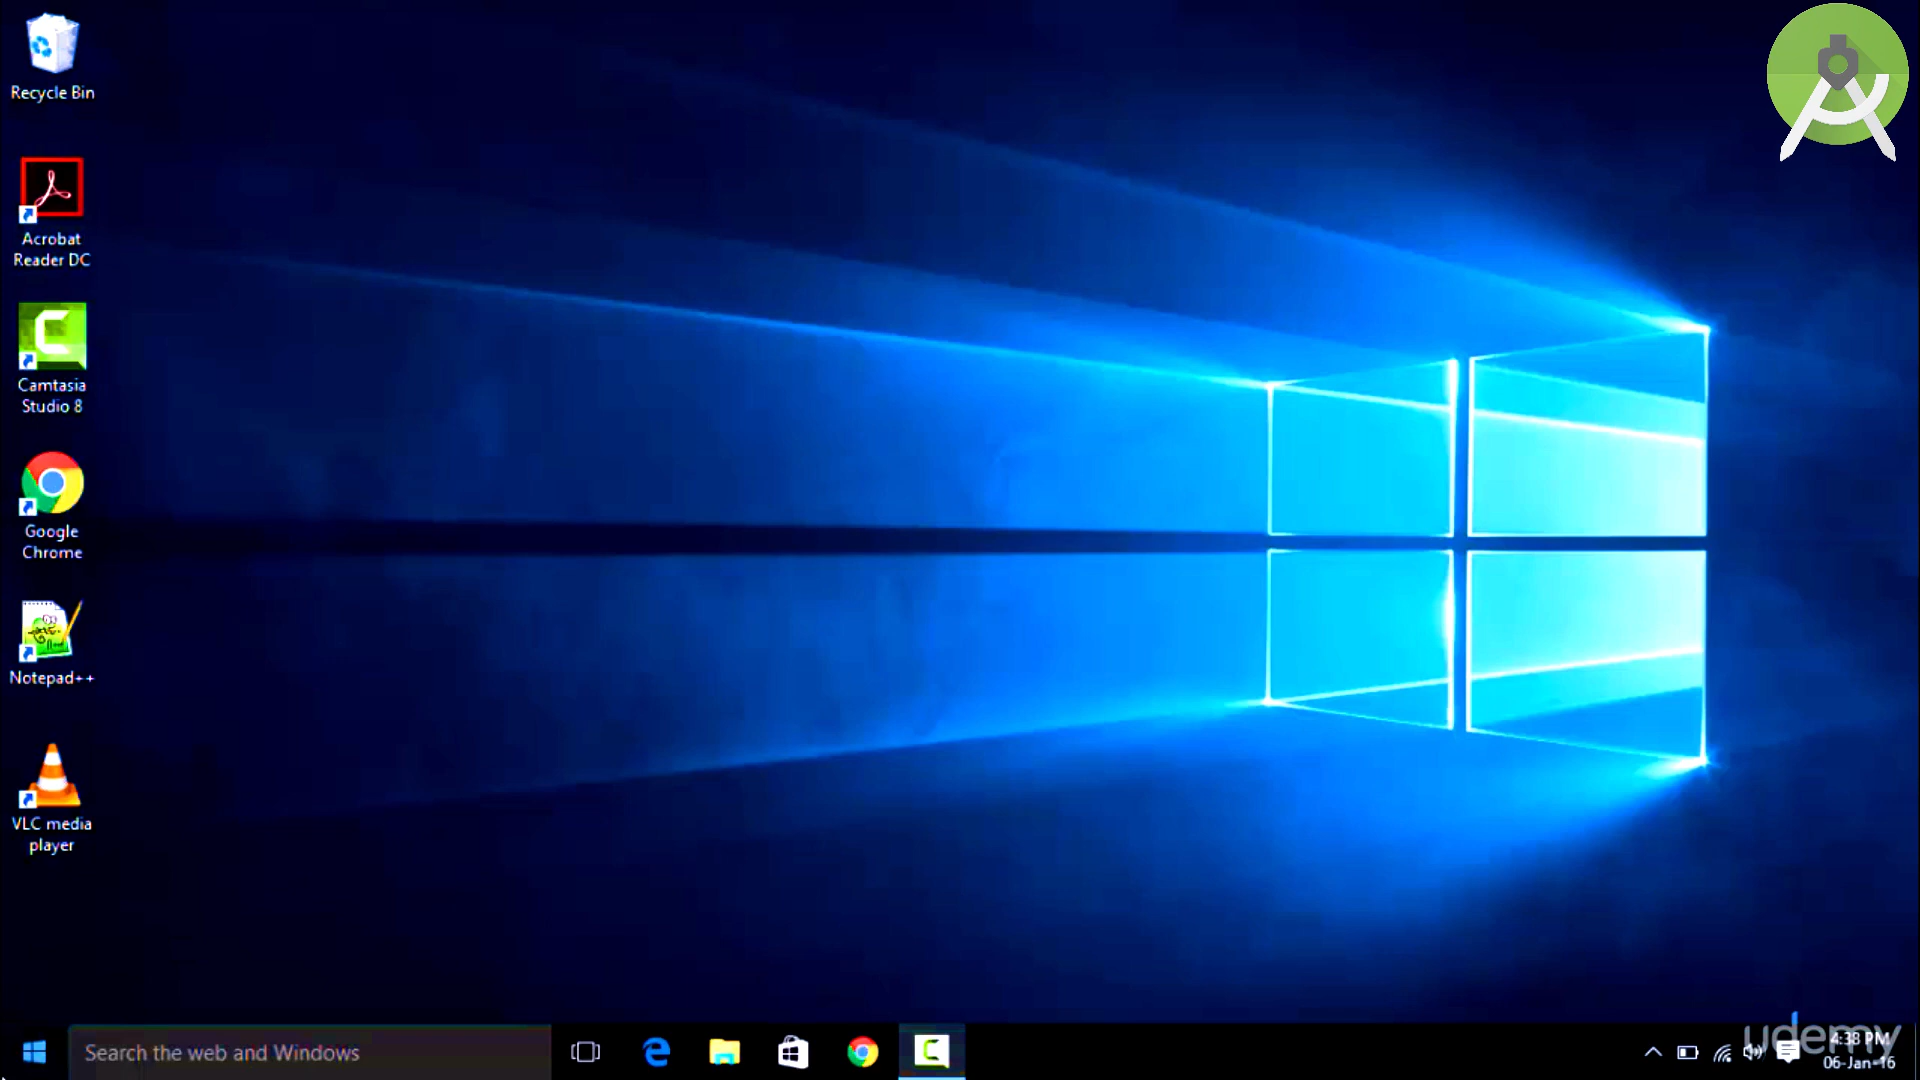 Recycle Bin
Acrobat
Reader DC
Camtasia
Studio 8
Google
Chrome
Notepad++
VLC media
player
Search the web and Windows
udemy
4:38 PM
06-Jan-16